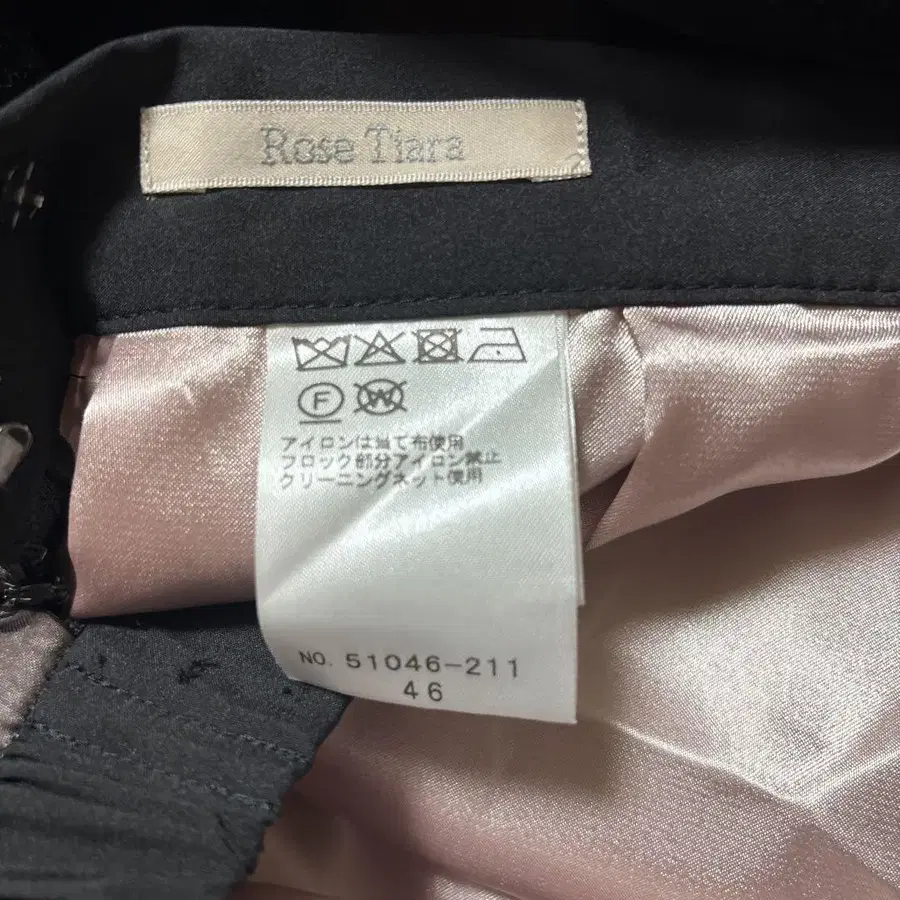 Rose Tiara
F W
アイロンは当て布使用
フロック部分アイロン禁止
クリーニングネット使用
NO. 51046-211
46